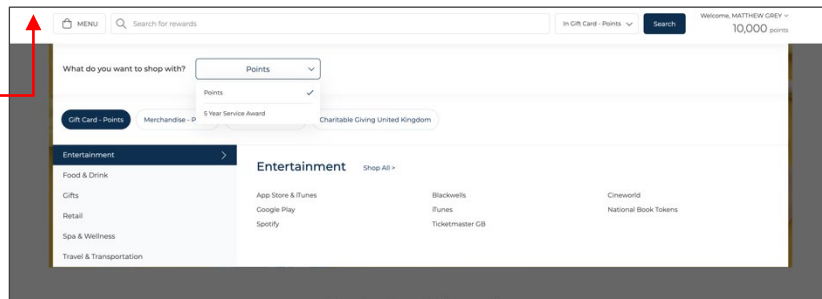 MENU
Search for rewards
In Gift Card - Points
Search
Welcome, MATTHEW GREY
10,000 points
What do you want to shop with?
Points
Points
5 Year Service Award
Gift Card - Points
Merchandise - P
Charitable Giving United Kingdom
Entertainment
Food & Drink
Gifts
Retail
Spa & Wellness
Travel & Transportation
Entertainment
Shop All >
App Store & iTunes
Blackwells
Cineworld
Google Play
iTunes
National Book Tokens
Spotify
Ticketmaster GB